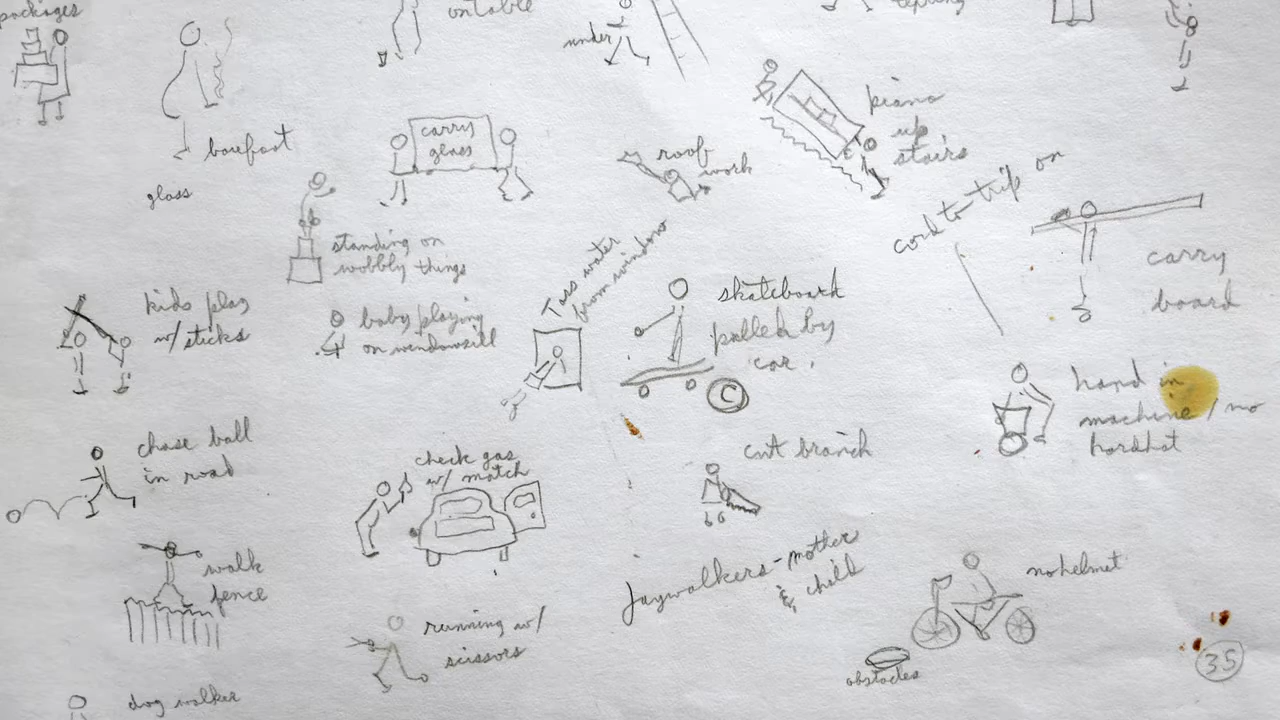 packages
on table
under
barefoot
glass
carry
glass
roof
work
piano
up
stairs
cord to trip on
carry
board
standing on
wobbly things
kids play
w/ sticks
baby playing
on windowsill
Toss water
from window
skateboard
pulled by
car.
C
hand in
machine / no
hardhat
chase ball
in road
check gas
w/ match
cut branch
walk
fence
jaywalkers - mother
& child
no helmet
running w/
scissors
obstacles
35
dog walker